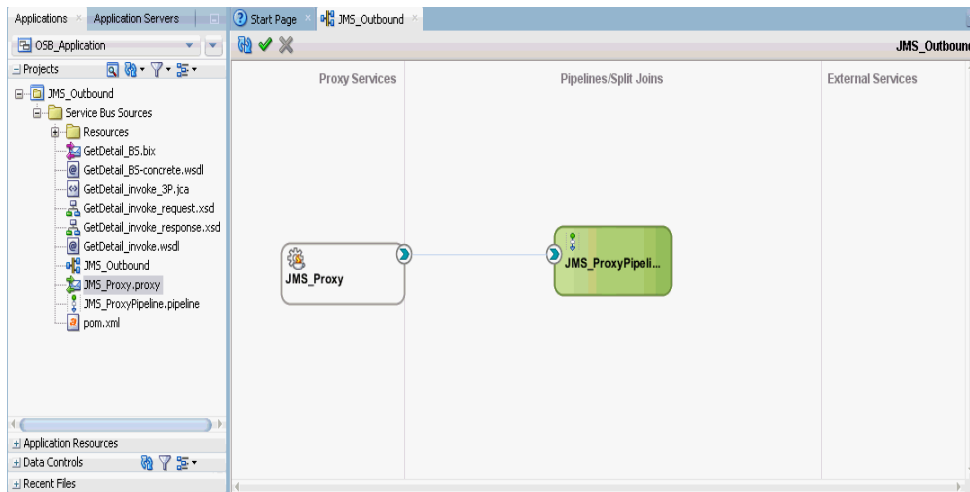 Applications
Application Servers
Start Page
JMS_Outbound
OSB_Application
JMS_Outbound
Projects
Proxy Services
Pipelines/Split Joins
External Services
JMS_Outbound
Service Bus Sources
Resources
GetDetail_BS.bix
GetDetail_BS-concrete.wsdl
GetDetail_invoke_3P.jca
GetDetail_invoke_request.xsd
GetDetail_invoke_response.xsd
GetDetail_invoke.wsdl
JMS_Outbound
JMS_Proxy.proxy
JMS_ProxyPipeline.pipeline
pom.xml
JMS_Proxy
JMS_ProxyPipeli...
Application Resources
Data Controls
Recent Files